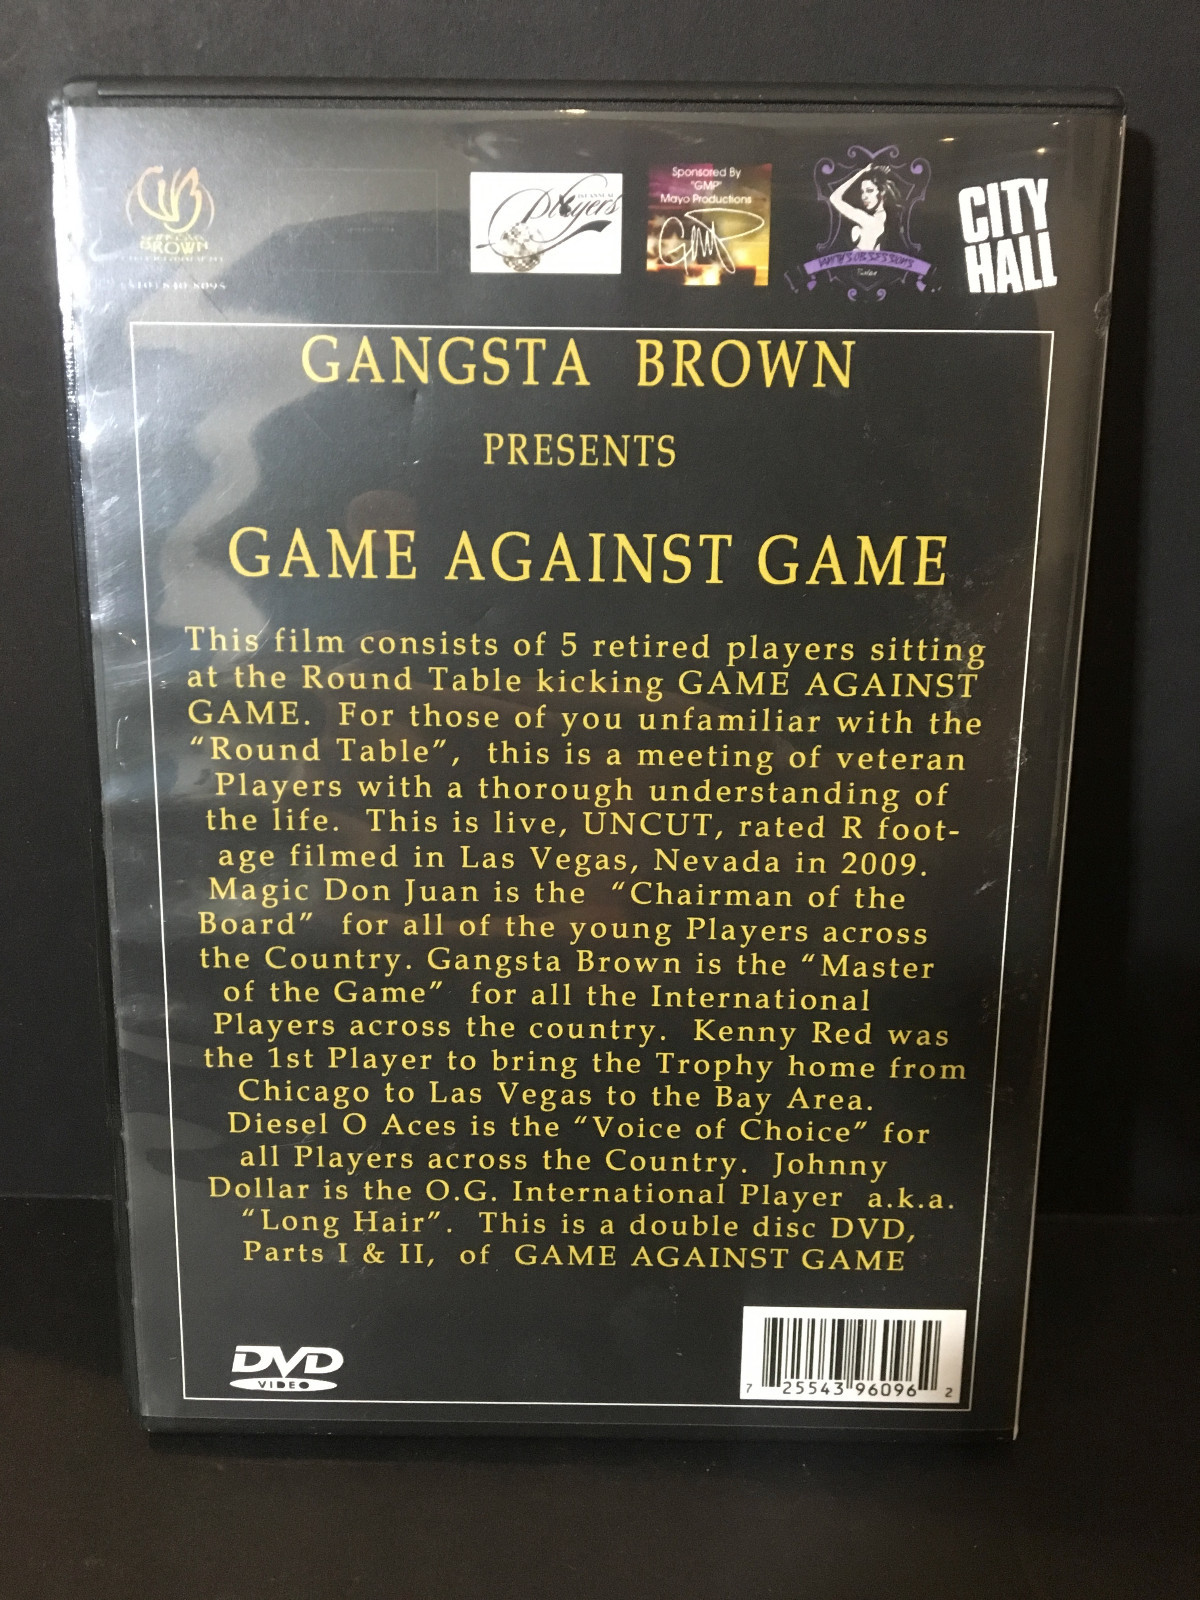 GB
BROWN
Players
Sponsored By
"GMP"
Mayo Productions
GMP
CITY
HALL
GANGSTA BROWN
PRESENTS
GAME AGAINST GAME
This film consists of 5 retired players sitting
at the Round Table kicking GAME AGAINST
GAME. For those of you unfamiliar with the
“Round Table”, this is a meeting of veteran
Players with a thorough understanding of
the life. This is live, UNCUT, rated R foot-
age filmed in Las Vegas, Nevada in 2009.
Magic Don Juan is the “Chairman of the
Board” for all of the young Players across
the Country. Gangsta Brown is the “Master
of the Game” for all the International
Players across the country. Kenny Red was
the 1st Player to bring the Trophy home from
Chicago to Las Vegas to the Bay Area.
Diesel O Aces is the “Voice of Choice” for
all Players across the Country. Johnny
Dollar is the O.G. International Player a.k.a.
“Long Hair”. This is a double disc DVD,
Parts I & II, of GAME AGAINST GAME
DVD
VIDEO
7 25543 96096 2